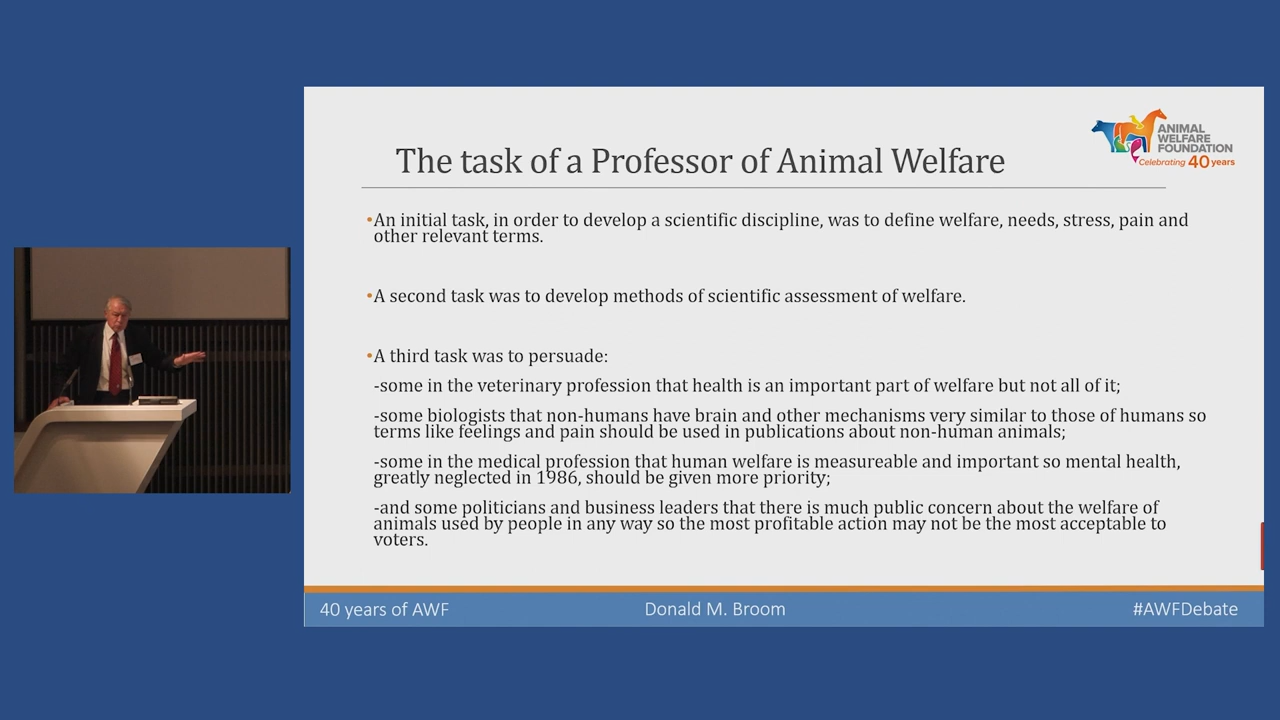 ANIMAL
WELFARE
FOUNDATION
Celebrating 40 years
The task of a Professor of Animal Welfare
•An initial task, in order to develop a scientific discipline, was to define welfare, needs, stress, pain and
other relevant terms.
•A second task was to develop methods of scientific assessment of welfare.
•A third task was to persuade:
-some in the veterinary profession that health is an important part of welfare but not all of it;
-some biologists that non-humans have brain and other mechanisms very similar to those of humans so
terms like feelings and pain should be used in publications about non-human animals;
-some in the medical profession that human welfare is measureable and important so mental health,
greatly neglected in 1986, should be given more priority;
-and some politicians and business leaders that there is much public concern about the welfare of
animals used by people in any way so the most profitable action may not be the most acceptable to
voters.
40 years of AWF
Donald M. Broom
#AWFDebate